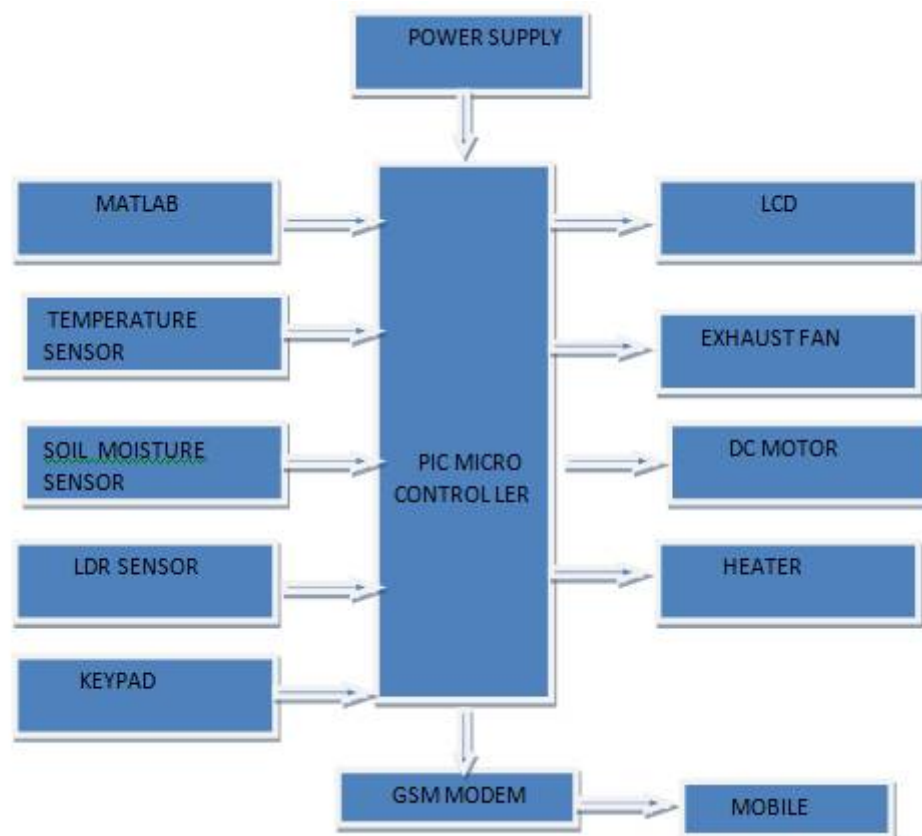 POWER SUPPLY
MATLAB
LCD
TEMPERATURE
SENSOR
EXHAUST FAN
SOIL MOISTURE
SENSOR
PIC MICRO
CONTROL LER
DC MOTOR
LDR SENSOR
HEATER
KEYPAD
GSM MODEM
MOBILE